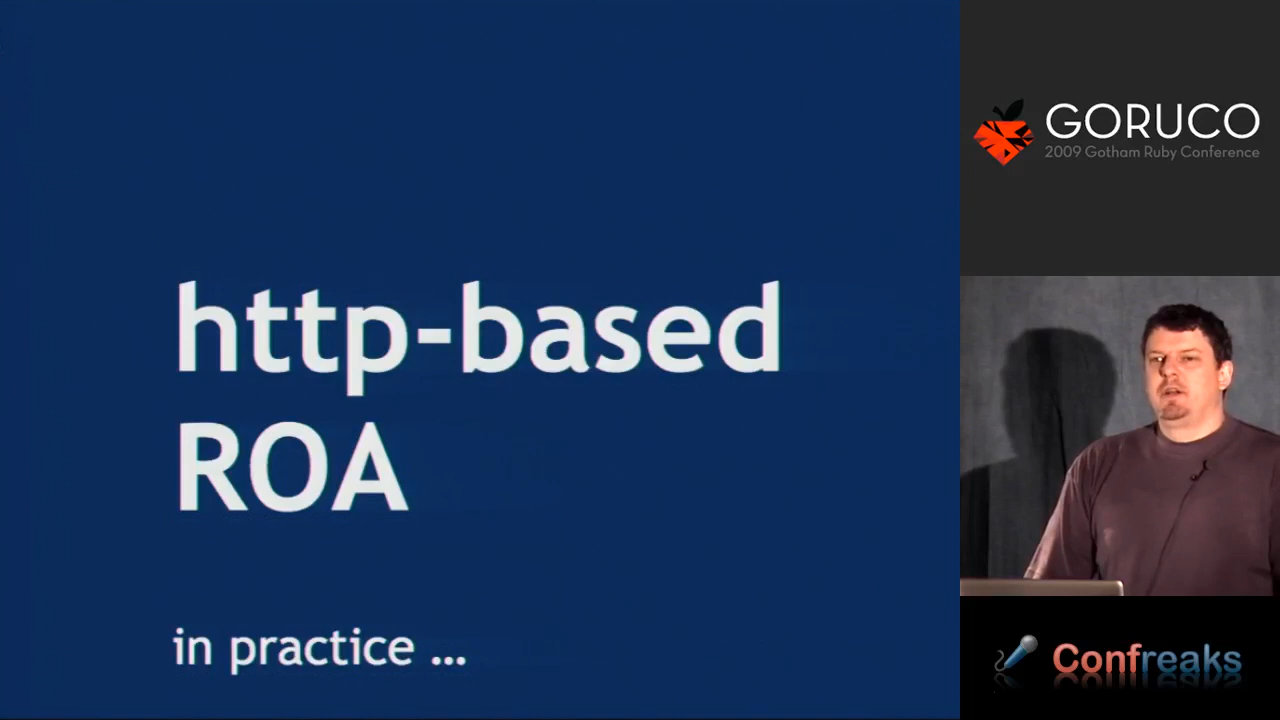 http-based
ROA
in practice ...
GORUCO
2009 Gotham Ruby Conference
Confreaks